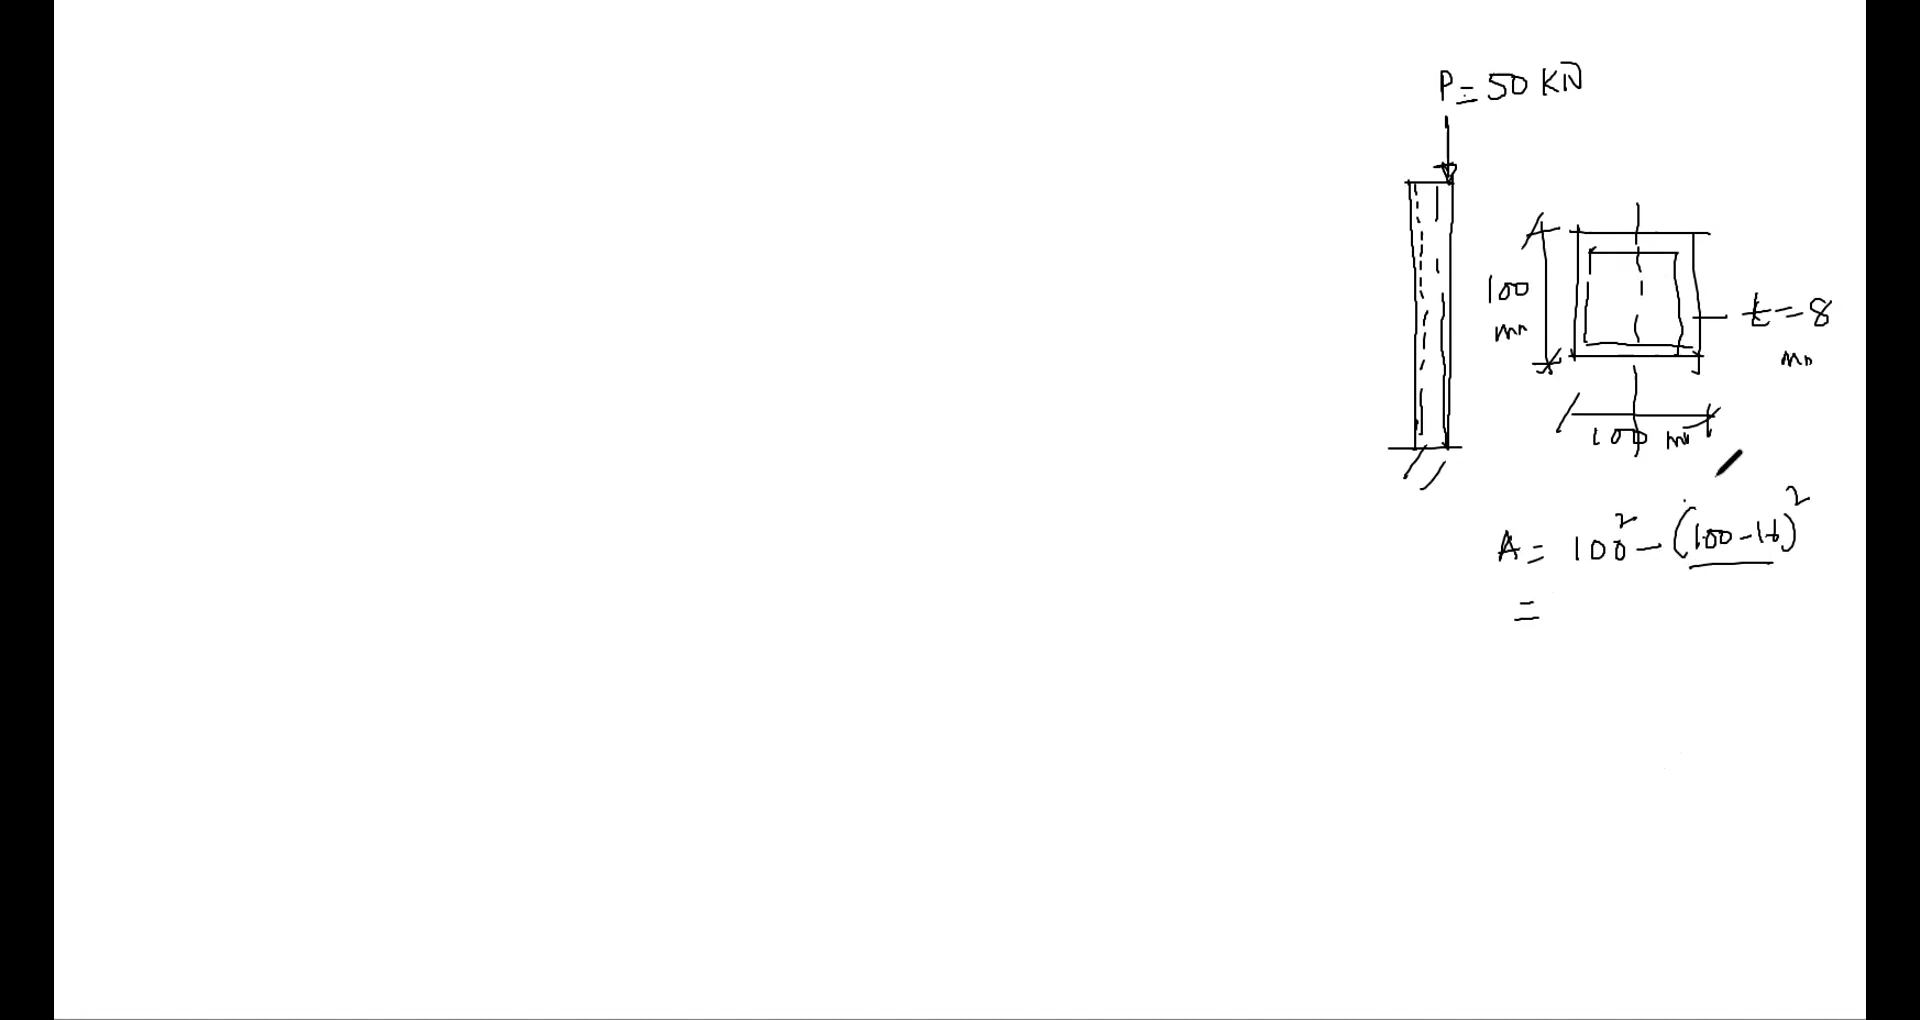 P = 50 KN
100
mm
t = 8
mm
100 mm
A = 100² - (100-16)²
=